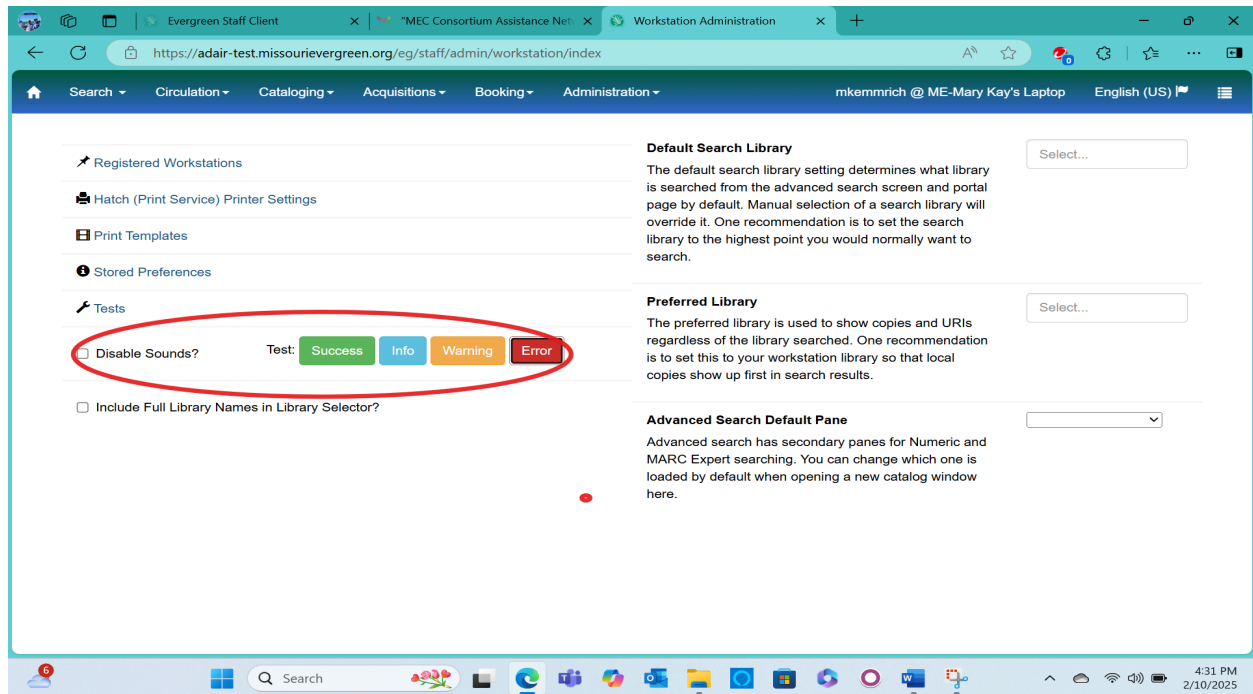 Evergreen Staff Client
"MEC Consortium Assistance Net
Workstation Administration
https://adair-test.missourievergreen.org/eg/staff/admin/workstation/index
Search
Circulation
Cataloging
Acquisitions
Booking
Administration
mkemmrich @ ME-Mary Kay's Laptop
English (US)
Registered Workstations
Hatch (Print Service) Printer Settings
Print Templates
Stored Preferences
Tests
Disable Sounds?
Test:
Success
Info
Warning
Error
Include Full Library Names in Library Selector?
Default Search Library
The default search library setting determines what library
is searched from the advanced search screen and portal
page by default. Manual selection of a search library will
override it. One recommendation is to set the search
library to the highest point you would normally want to
search.
Select...
Preferred Library
The preferred library is used to show copies and URIs
regardless of the library searched. One recommendation
is to set this to your workstation library so that local
copies show up first in search results.
Select...
Advanced Search Default Pane
Advanced search has secondary panes for Numeric and
MARC Expert searching. You can change which one is
loaded by default when opening a new catalog window
here.
6
Search
4:31 PM
2/10/2025